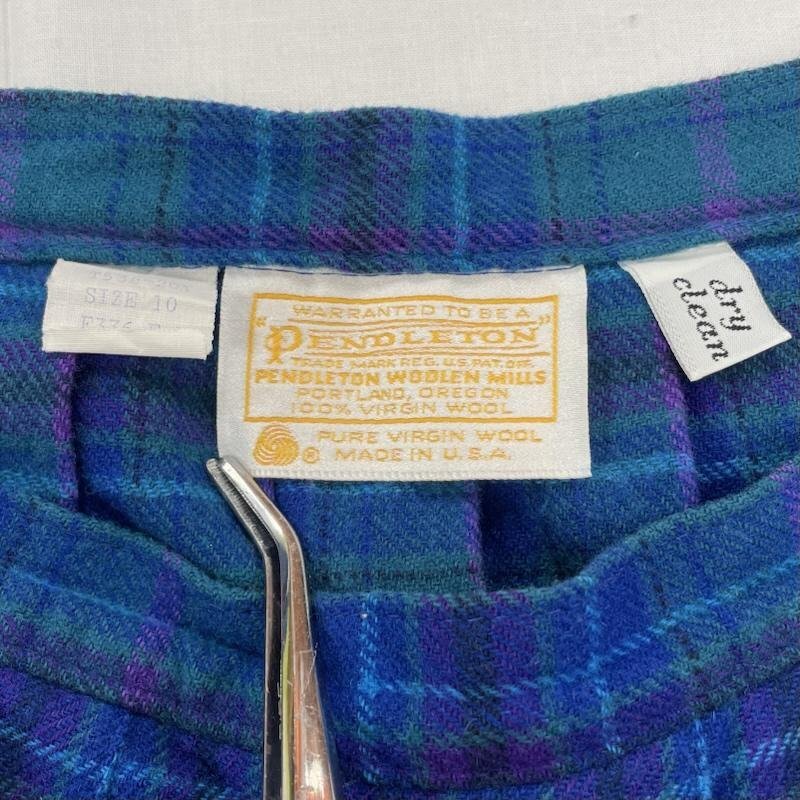 SIZE 10
WARRANTED TO BE A
"PENDLETON"
TRADE MARK REG. U.S. PAT. OFF.
PENDLETON WOOLEN MILLS
PORTLAND, OREGON
100% VIRGIN WOOL
® PURE VIRGIN WOOL
MADE IN U.S.A.
dry
clean